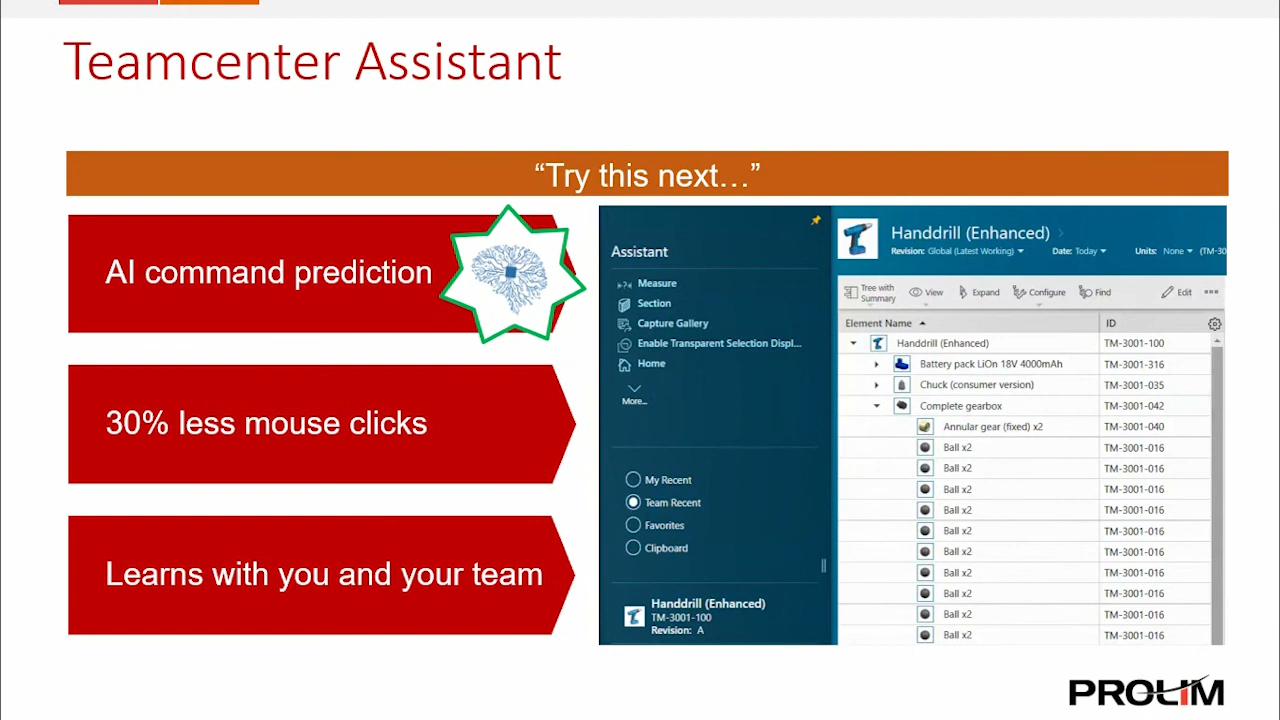 Teamcenter Assistant
“Try this next…”
AI command prediction
30% less mouse clicks
Learns with you and your team
Assistant
Measure
Section
Capture Gallery
Enable Transparent Selection Displ...
Home
More...
My Recent
Team Recent
Favorites
Clipboard
Handdrill (Enhanced)
TM-3001-100
Revision: A
Handdrill (Enhanced)
Revision: Global (Latest Working) Date: Today Units: None (TM-30
Tree with Summary View Expand Configure Find Edit
Element Name ID
Handdrill (Enhanced) TM-3001-100
Battery pack LiOn 18V 4000mAh TM-3001-316
Chuck (consumer version) TM-3001-035
Complete gearbox TM-3001-042
Annular gear (fixed) x2 TM-3001-040
Ball x2 TM-3001-016
Ball x2 TM-3001-016
Ball x2 TM-3001-016
Ball x2 TM-3001-016
Ball x2 TM-3001-016
Ball x2 TM-3001-016
Ball x2 TM-3001-016
Ball x2 TM-3001-016
Ball x2 TM-3001-016
Ball x2 TM-3001-016
PROLIM